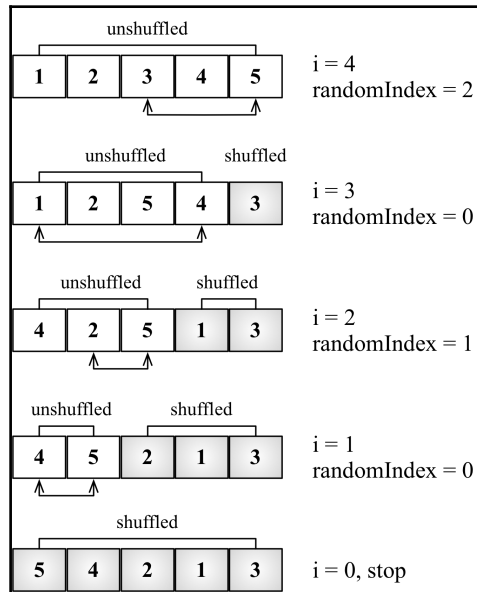 unshuffled
1 2 3 4 5
i = 4
randomIndex = 2
unshuffled shuffled
1 2 5 4 3
i = 3
randomIndex = 0
unshuffled shuffled
4 2 5 1 3
i = 2
randomIndex = 1
unshuffled shuffled
4 5 2 1 3
i = 1
randomIndex = 0
shuffled
5 4 2 1 3
i = 0, stop